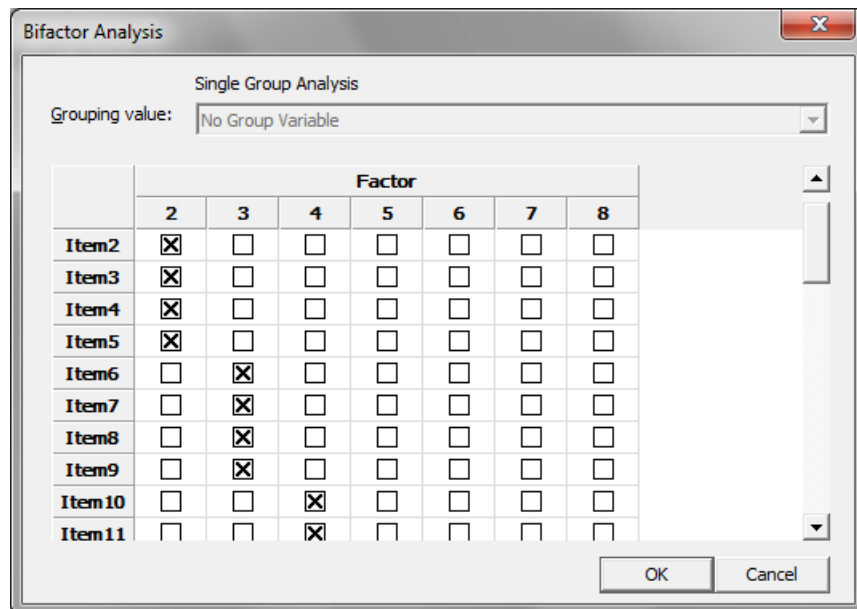 Bifactor Analysis
Single Group Analysis
Grouping value:
No Group Variable
Factor
2 3 4 5 6 7 8
Item2
Item3
Item4
Item5
Item6
Item7
Item8
Item9
Item10
Item11
OK Cancel